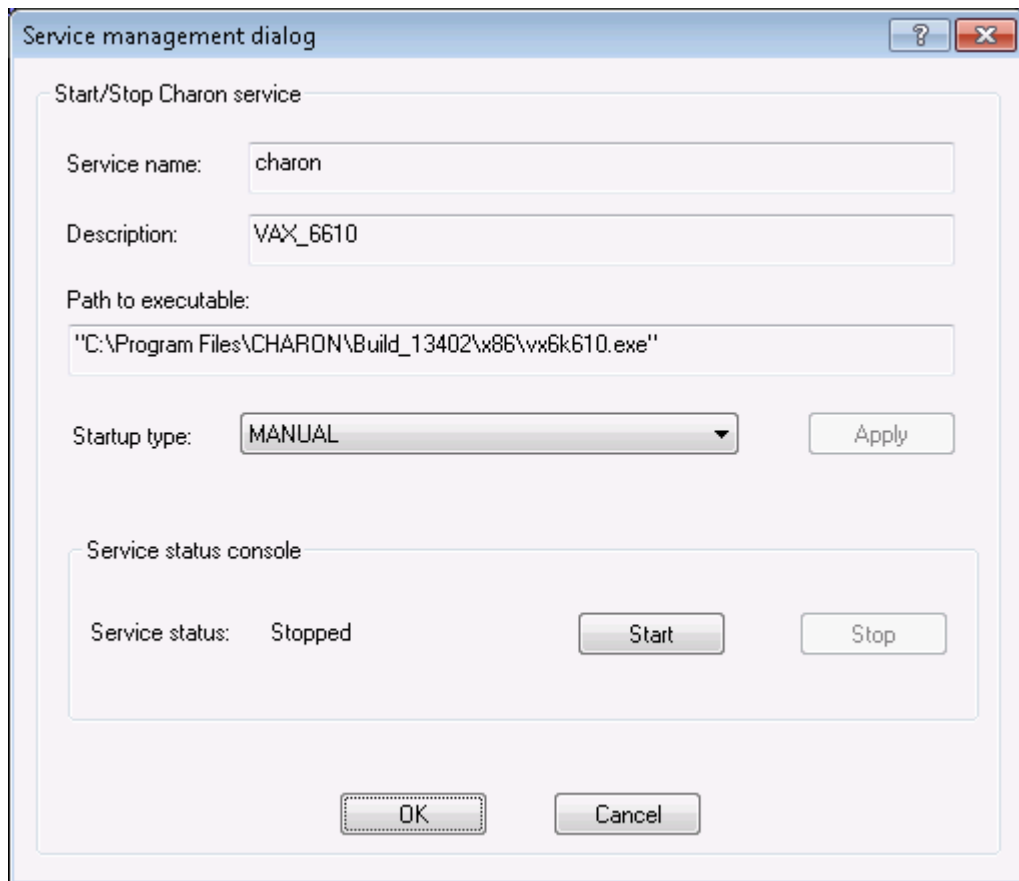 Service management dialog
Start/Stop Charon service
Service name: charon
Description: VAX_6610
Path to executable:
"C:\Program Files\CHARON\Build_13402\x86\vx6k610.exe"
Startup type: MANUAL Apply
Service status console
Service status: Stopped Start Stop
OK Cancel